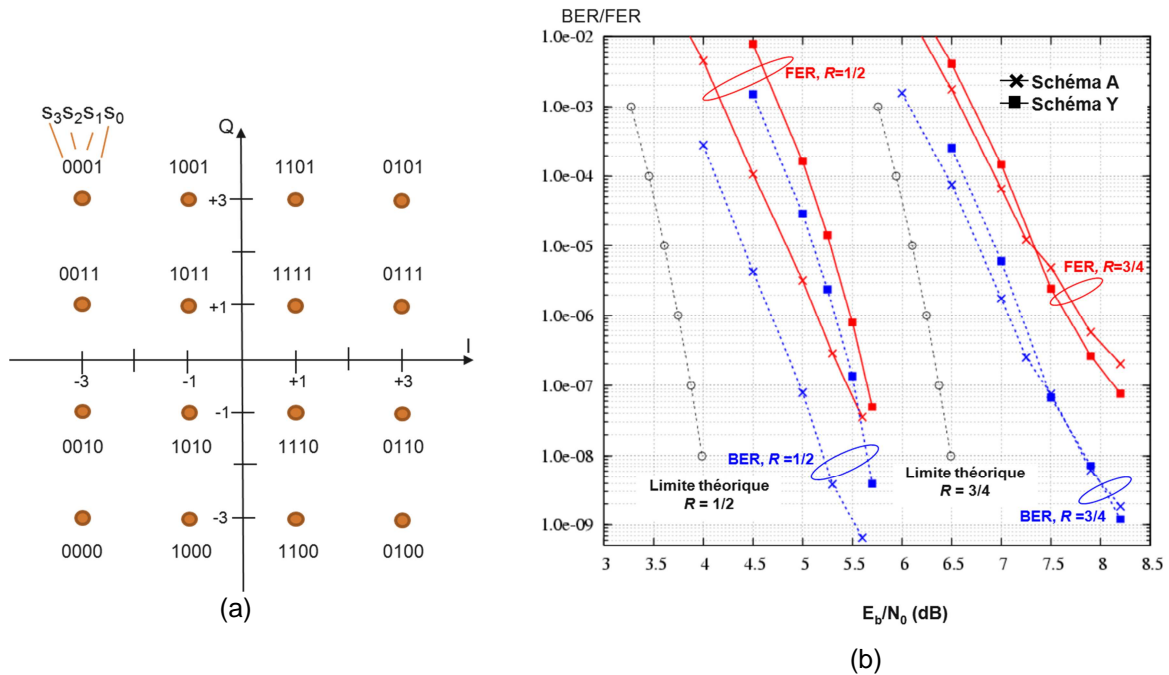 S3S2S1S0
Q
0001 1001 1101 0101
+3
0011 1011 1111 0111
+1
I
-3 -1 +1 +3
-1
0010 1010 1110 0110
-3
0000 1000 1100 0100
(a)
BER/FER
1.0e-02
1.0e-03
1.0e-04
1.0e-05
1.0e-06
1.0e-07
1.0e-08
1.0e-09
FER, R=1/2
Schéma A
Schéma Y
FER, R=3/4
BER, R =1/2
Limite théorique
R = 1/2
Limite théorique
R = 3/4
BER, R =3/4
3 3.5 4 4.5 5 5.5 6 6.5 7 7.5 8 8.5
Eb/N0 (dB)
(b)